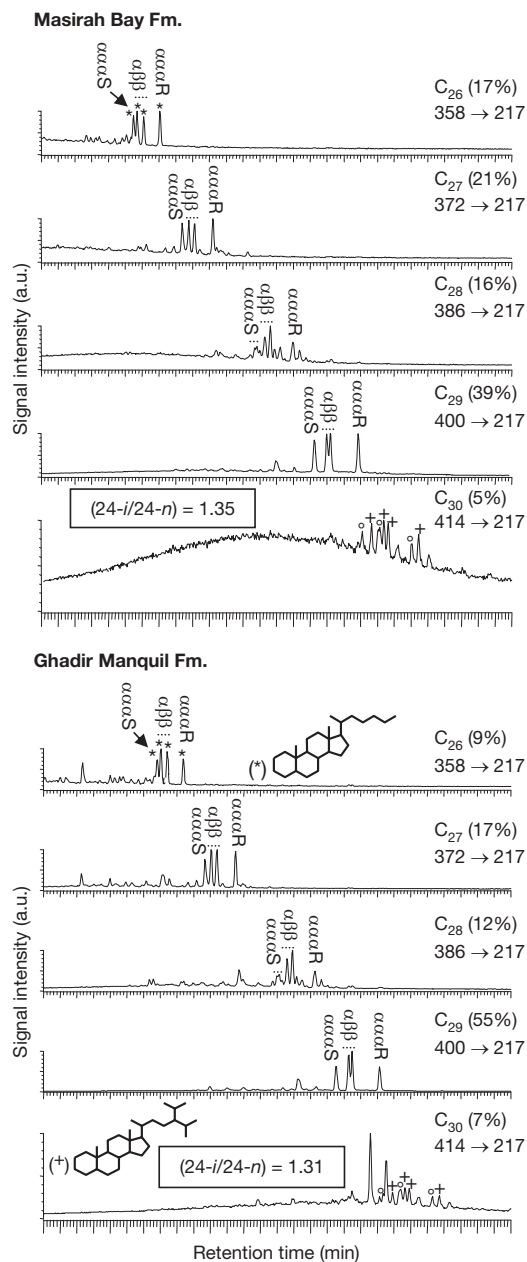 Masirah Bay Fm.
αααS
αββ
αααR
* * * *
C₂₆ (17%)
358 → 217
αααS
αββ
αααR
C₂₇ (21%)
372 → 217
αααS
αββ
αααR
C₂₈ (16%)
386 → 217
αααS
αββ
αααR
C₂₉ (39%)
400 → 217
(24-i/24-n) = 1.35
C₃₀ (5%)
414 → 217
° + ° + + ° +
Signal intensity (a.u.)
Ghadir Manquil Fm.
αααS
αββ
αααR
* * * *
(*)
C₂₆ (9%)
358 → 217
αααS
αββ
αααR
C₂₇ (17%)
372 → 217
αααS
αββ
αααR
C₂₈ (12%)
386 → 217
αααS
αββ
αααR
C₂₉ (55%)
400 → 217
(+)
(24-i/24-n) = 1.31
C₃₀ (7%)
414 → 217
° + ° + + ° +
Signal intensity (a.u.)
Retention time (min)